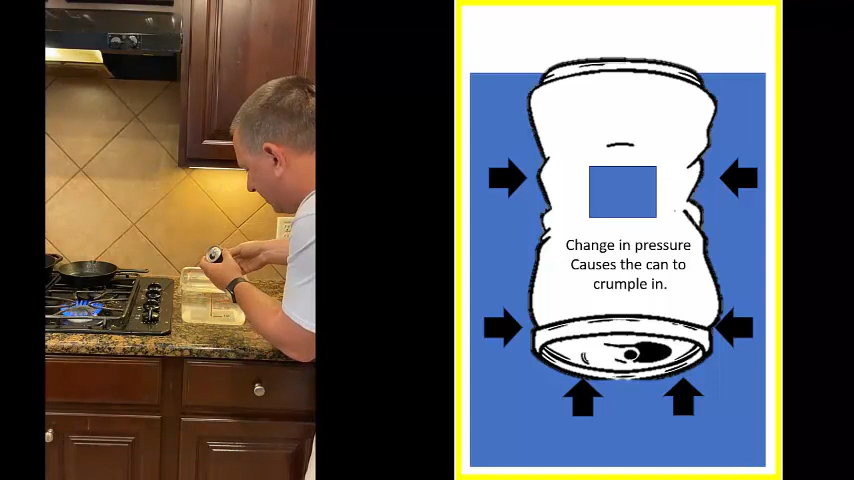 Change in pressure
Causes the can to
crumple in.